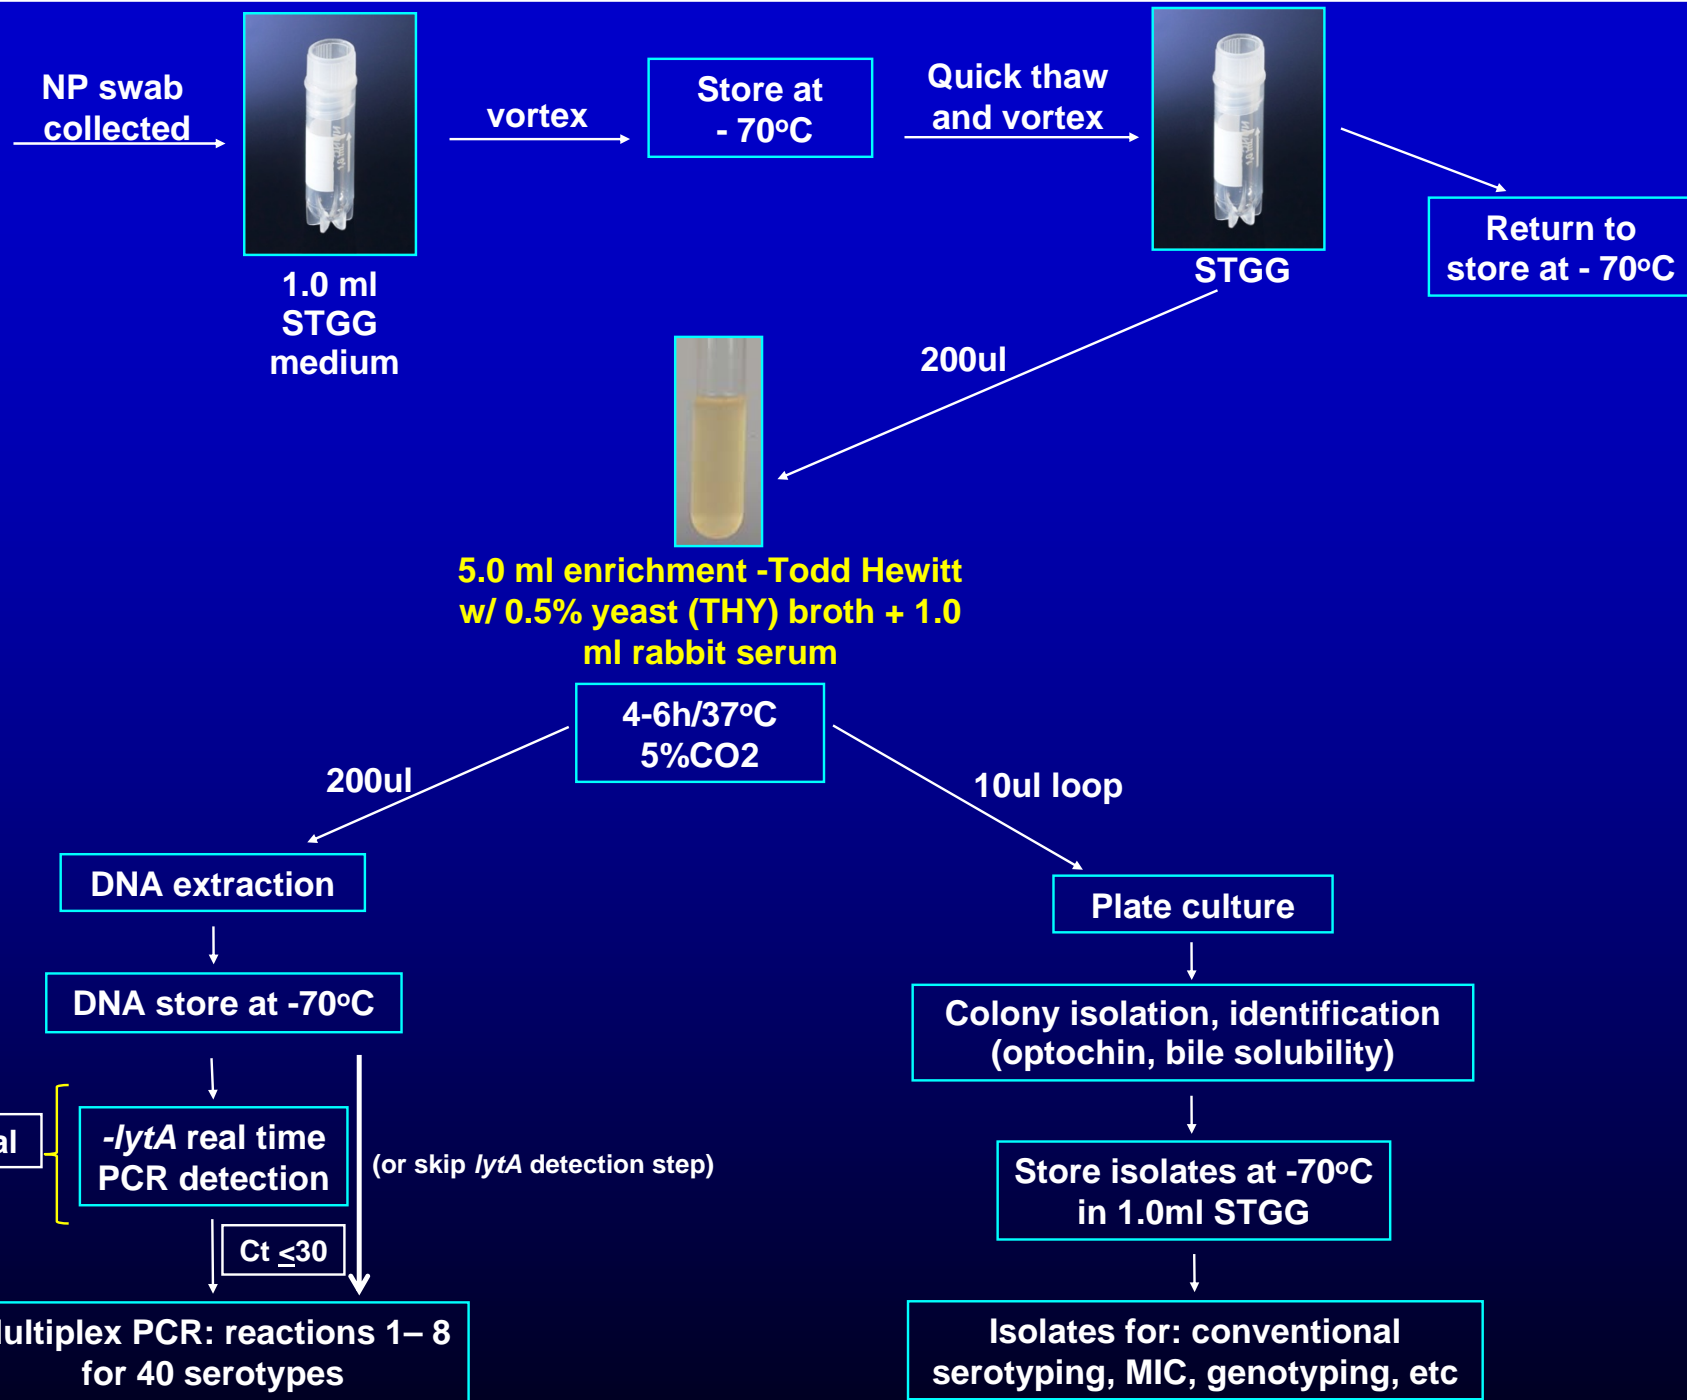 NP swab
collected
1.0 ml
STGG
medium
vortex
Store at
- 70ºC
Quick thaw
and vortex
STGG
Return to
store at - 70ºC
200ul
5.0 ml enrichment -Todd Hewitt
w/ 0.5% yeast (THY) broth + 1.0
ml rabbit serum
4-6h/37ºC
5%CO2
200ul
10ul loop
DNA extraction
DNA store at -70ºC
al
-lytA real time
PCR detection
(or skip lytA detection step)
Ct ≤30
ultiplex PCR: reactions 1– 8
for 40 serotypes
Plate culture
Colony isolation, identification
(optochin, bile solubility)
Store isolates at -70ºC
in 1.0ml STGG
Isolates for: conventional
serotyping, MIC, genotyping, etc